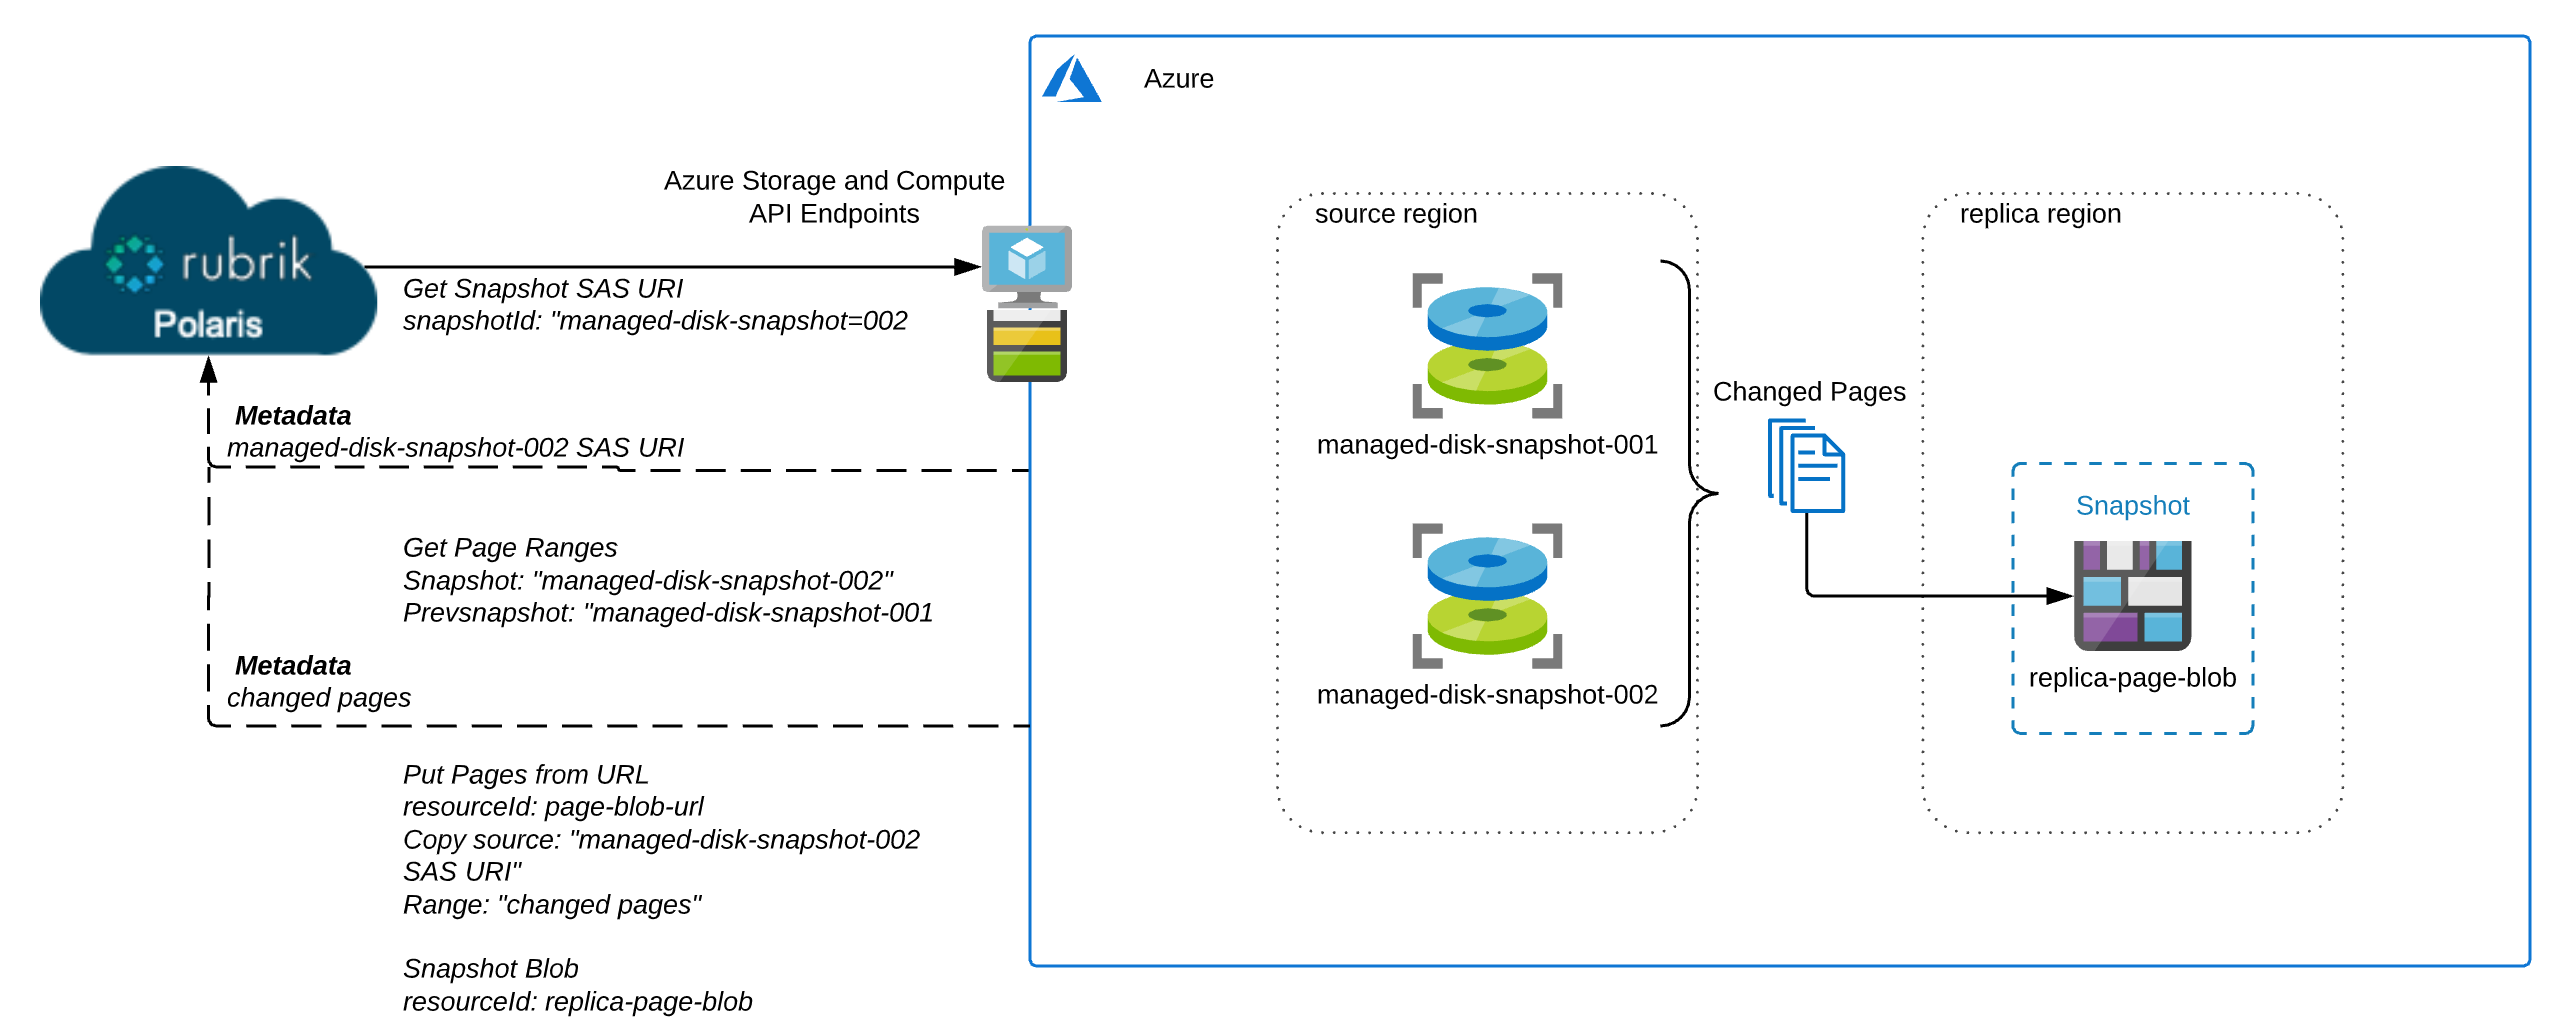 Azure
Azure Storage and Compute
API Endpoints
rubrik
Polaris
Get Snapshot SAS URI
snapshotId: "managed-disk-snapshot=002
Metadata
managed-disk-snapshot-002 SAS URI
Get Page Ranges
Snapshot: "managed-disk-snapshot-002"
Prevsnapshot: "managed-disk-snapshot-001
Metadata
changed pages
Put Pages from URL
resourceId: page-blob-url
Copy source: "managed-disk-snapshot-002
SAS URI"
Range: "changed pages"
Snapshot Blob
resourceId: replica-page-blob
source region
managed-disk-snapshot-001
managed-disk-snapshot-002
Changed Pages
replica region
Snapshot
replica-page-blob